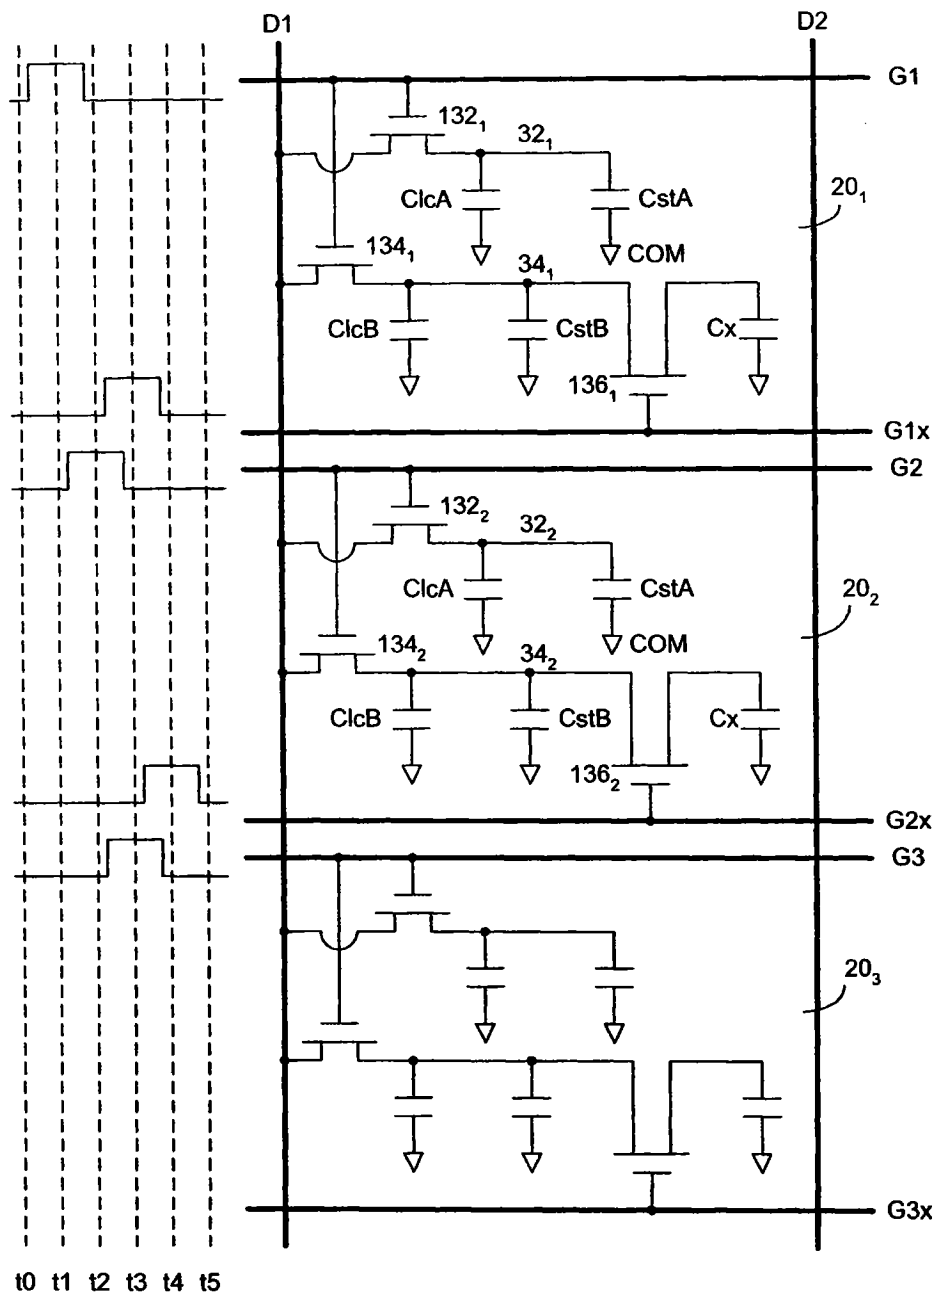 D1 D2
G1
132₁ 32₁
ClcA CstA
20₁
134₁ 34₁ COM
ClcB CstB Cx
136₁
G1x
G2
132₂ 32₂
ClcA CstA
20₂
134₂ 34₂ COM
ClcB CstB Cx
136₂
G2x
G3
20₃
G3x
t0 t1 t2 t3 t4 t5